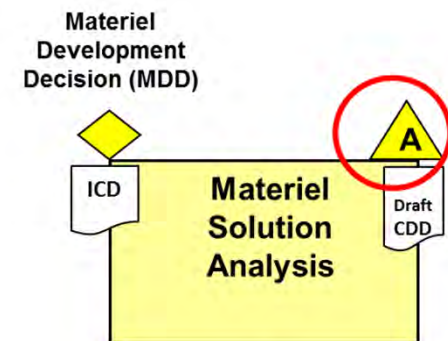 Materiel
Development
Decision (MDD)
A
ICD
Materiel
Solution
Analysis
Draft
CDD